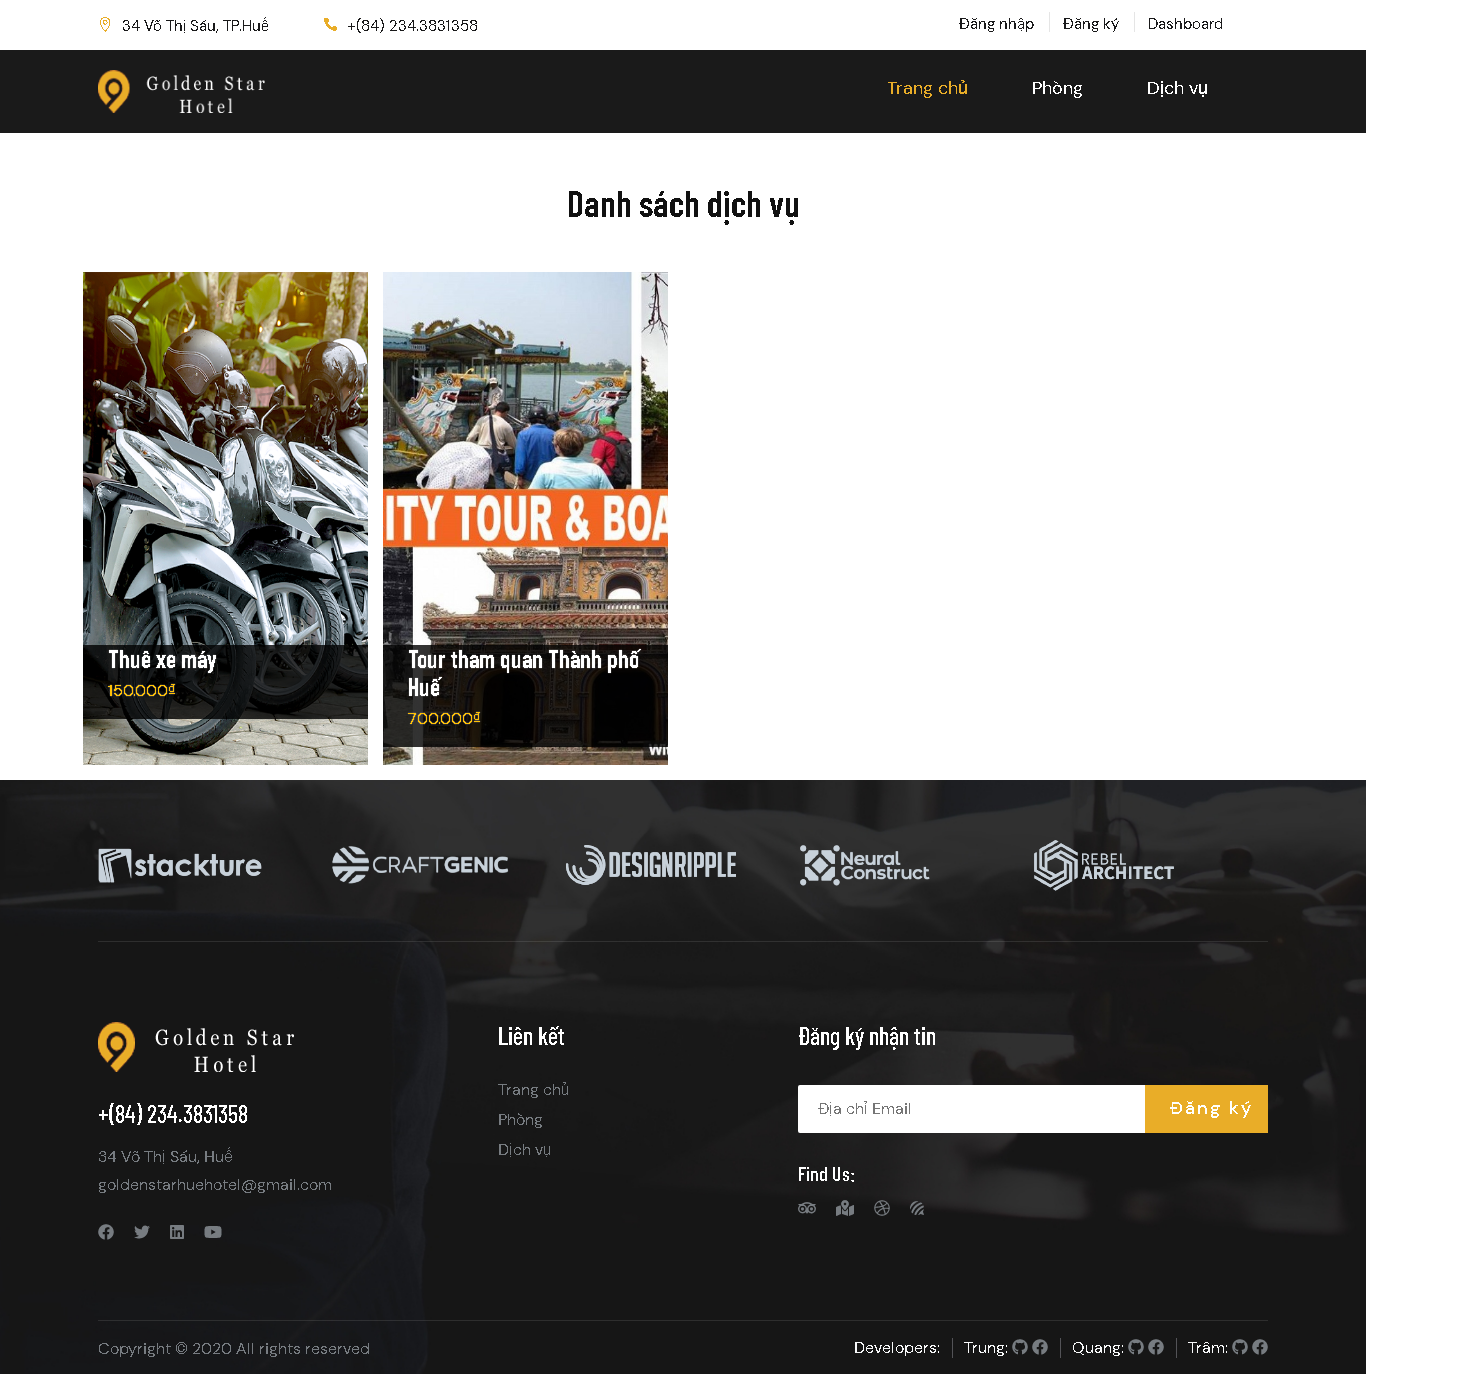 34 Võ Thị Sáu, TP.Huế
+(84) 234.3831358
Đăng nhập
Đăng ký
Dashboard
Golden Star
Hotel
Trang chủ
Phòng
Dịch vụ
Danh sách dịch vụ
ITY TOUR & BOA
Thuê xe máy
150.000₫
Tour tham quan Thành phố
Huế
700.000₫
stackture
CRAFTGENIC
DESIGNRIPPLE
Neural
Construct
REBEL
ARCHITECT
Golden Star
Hotel
+(84) 234.3831358
34 Võ Thị Sáu, Huế
goldenstarhuehotel@gmail.com
Liên kết
Trang chủ
Phòng
Dịch vụ
Đăng ký nhận tin
Địa chỉ Email
Đăng ký
Find Us:
Copyright © 2020 All rights reserved
Developers:
Trung:
Quang:
Trâm: